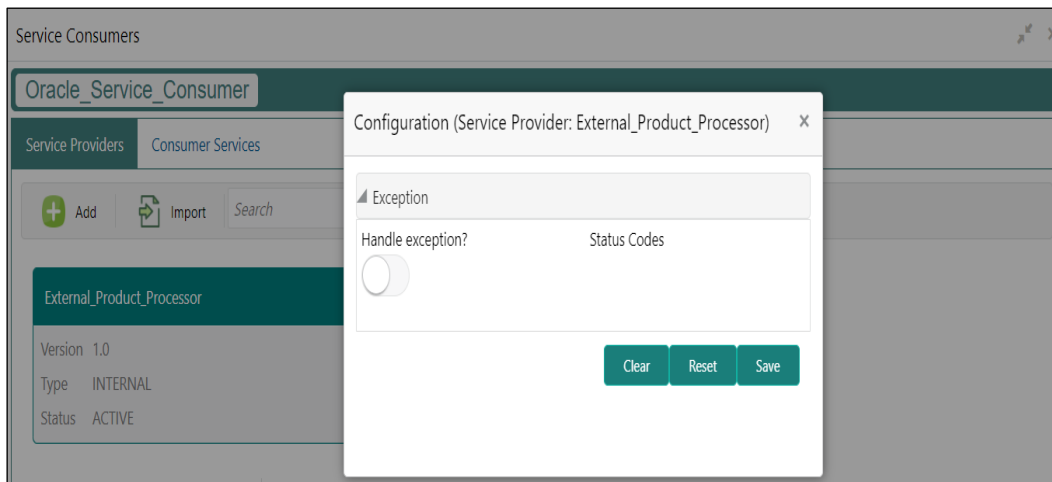 Service Consumers
Oracle_Service_Consumer
Service Providers
Consumer Services
Add
Import
Search
External_Product_Processor
Version 1.0
Type INTERNAL
Status ACTIVE
Configuration (Service Provider: External_Product_Processor)
Exception
Handle exception?
Status Codes
Clear
Reset
Save